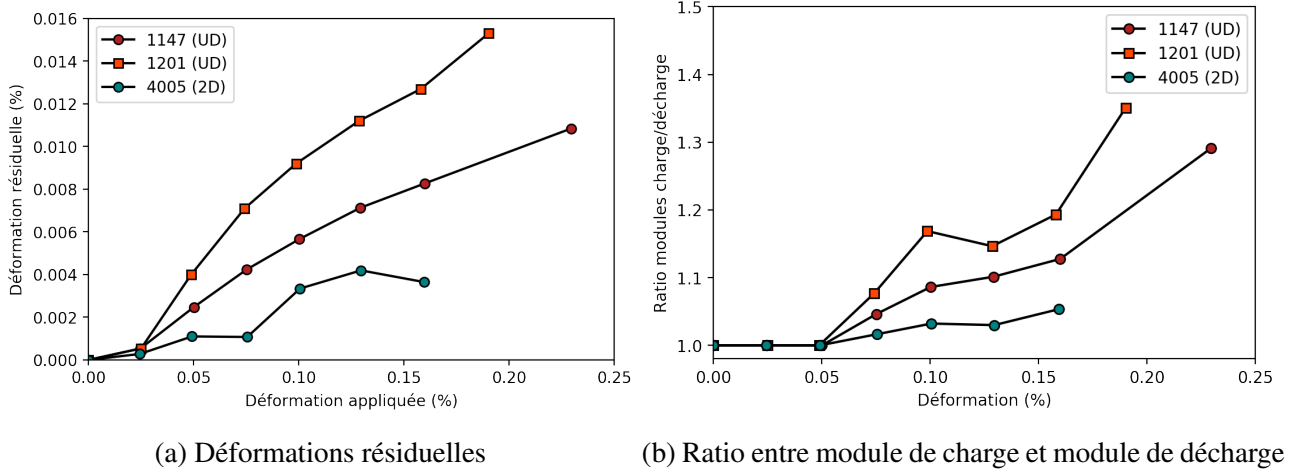 0.016
0.014
0.012
0.010
0.008
0.006
0.004
0.002
0.000
Déformation résiduelle (%)
1147 (UD)
1201 (UD)
4005 (2D)
0.00 0.05 0.10 0.15 0.20 0.25
Déformation appliquée (%)
(a) Déformations résiduelles
1.5
1.4
1.3
1.2
1.1
1.0
Ratio modules charge/décharge
1147 (UD)
1201 (UD)
4005 (2D)
0.00 0.05 0.10 0.15 0.20 0.25
Déformation (%)
(b) Ratio entre module de charge et module de décharge